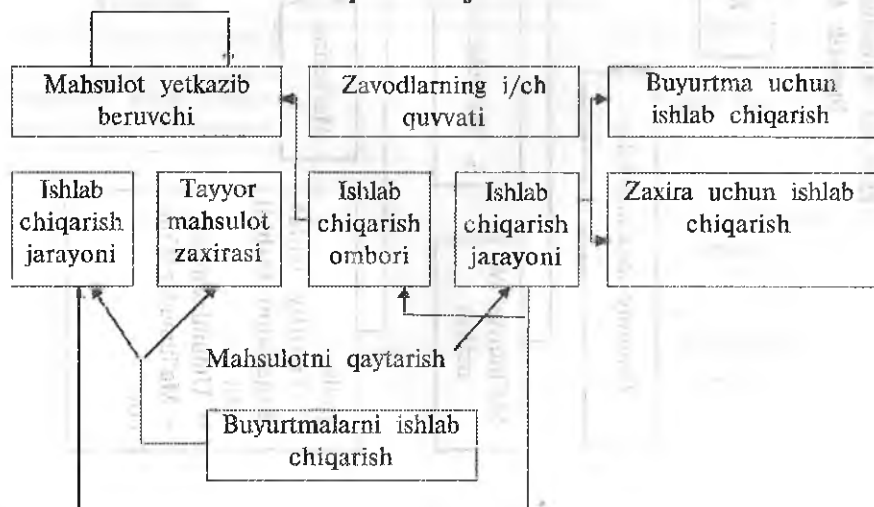 Mahsulot yetkazib
beruvchi
Zavodlarning i/ch
quvvati
Buyurtma uchun
ishlab chiqarish
Ishlab
chiqarish
jarayoni
Tayyor
mahsulot
zaxirasi
Ishlab
chiqarish
ombori
Ishlab
chiqarish
jarayoni
Zaxira uchun ishlab
chiqarish
Mahsulotni qaytarish
Buyurtmalarni ishlab
chiqarish